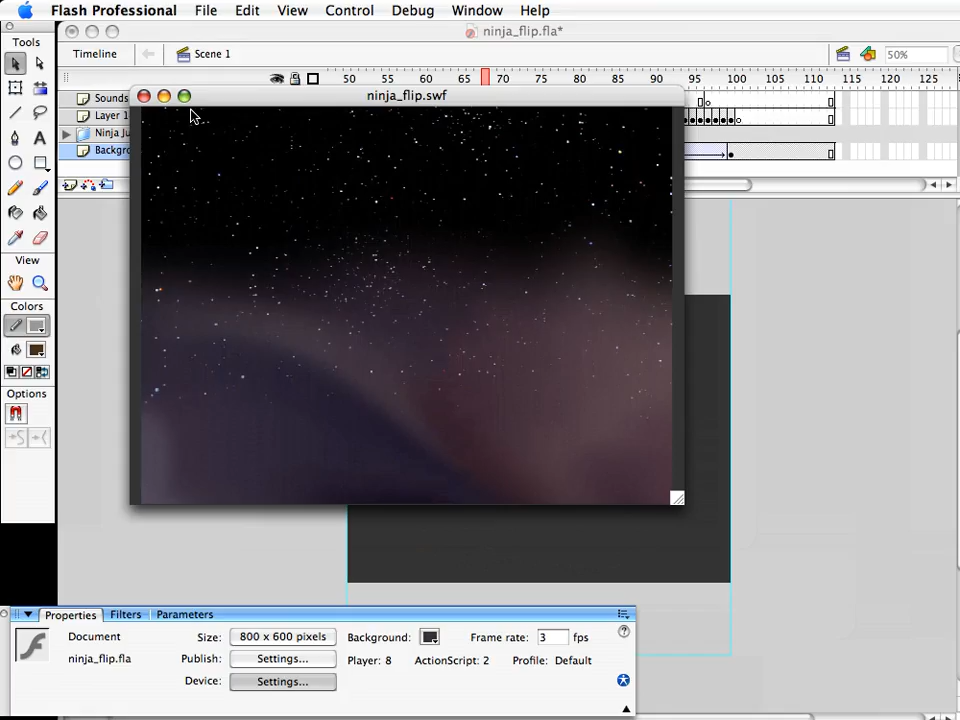 Flash Professional File Edit View Control Debug Window Help
ninja_flip.fla*
Tools
Timeline Scene 1 50%
50 55 60 65 70 75 80 85 90 95 100 105 110 115 120 125
ninja_flip.swf
Sounds
Layer 1
Ninja Ju
Backgro
View
Colors
Options
Properties Filters Parameters
Document Size: 800 x 600 pixels Background: Frame rate: 3 fps
ninja_flip.fla Publish: Settings... Player: 8 ActionScript: 2 Profile: Default
Device: Settings...